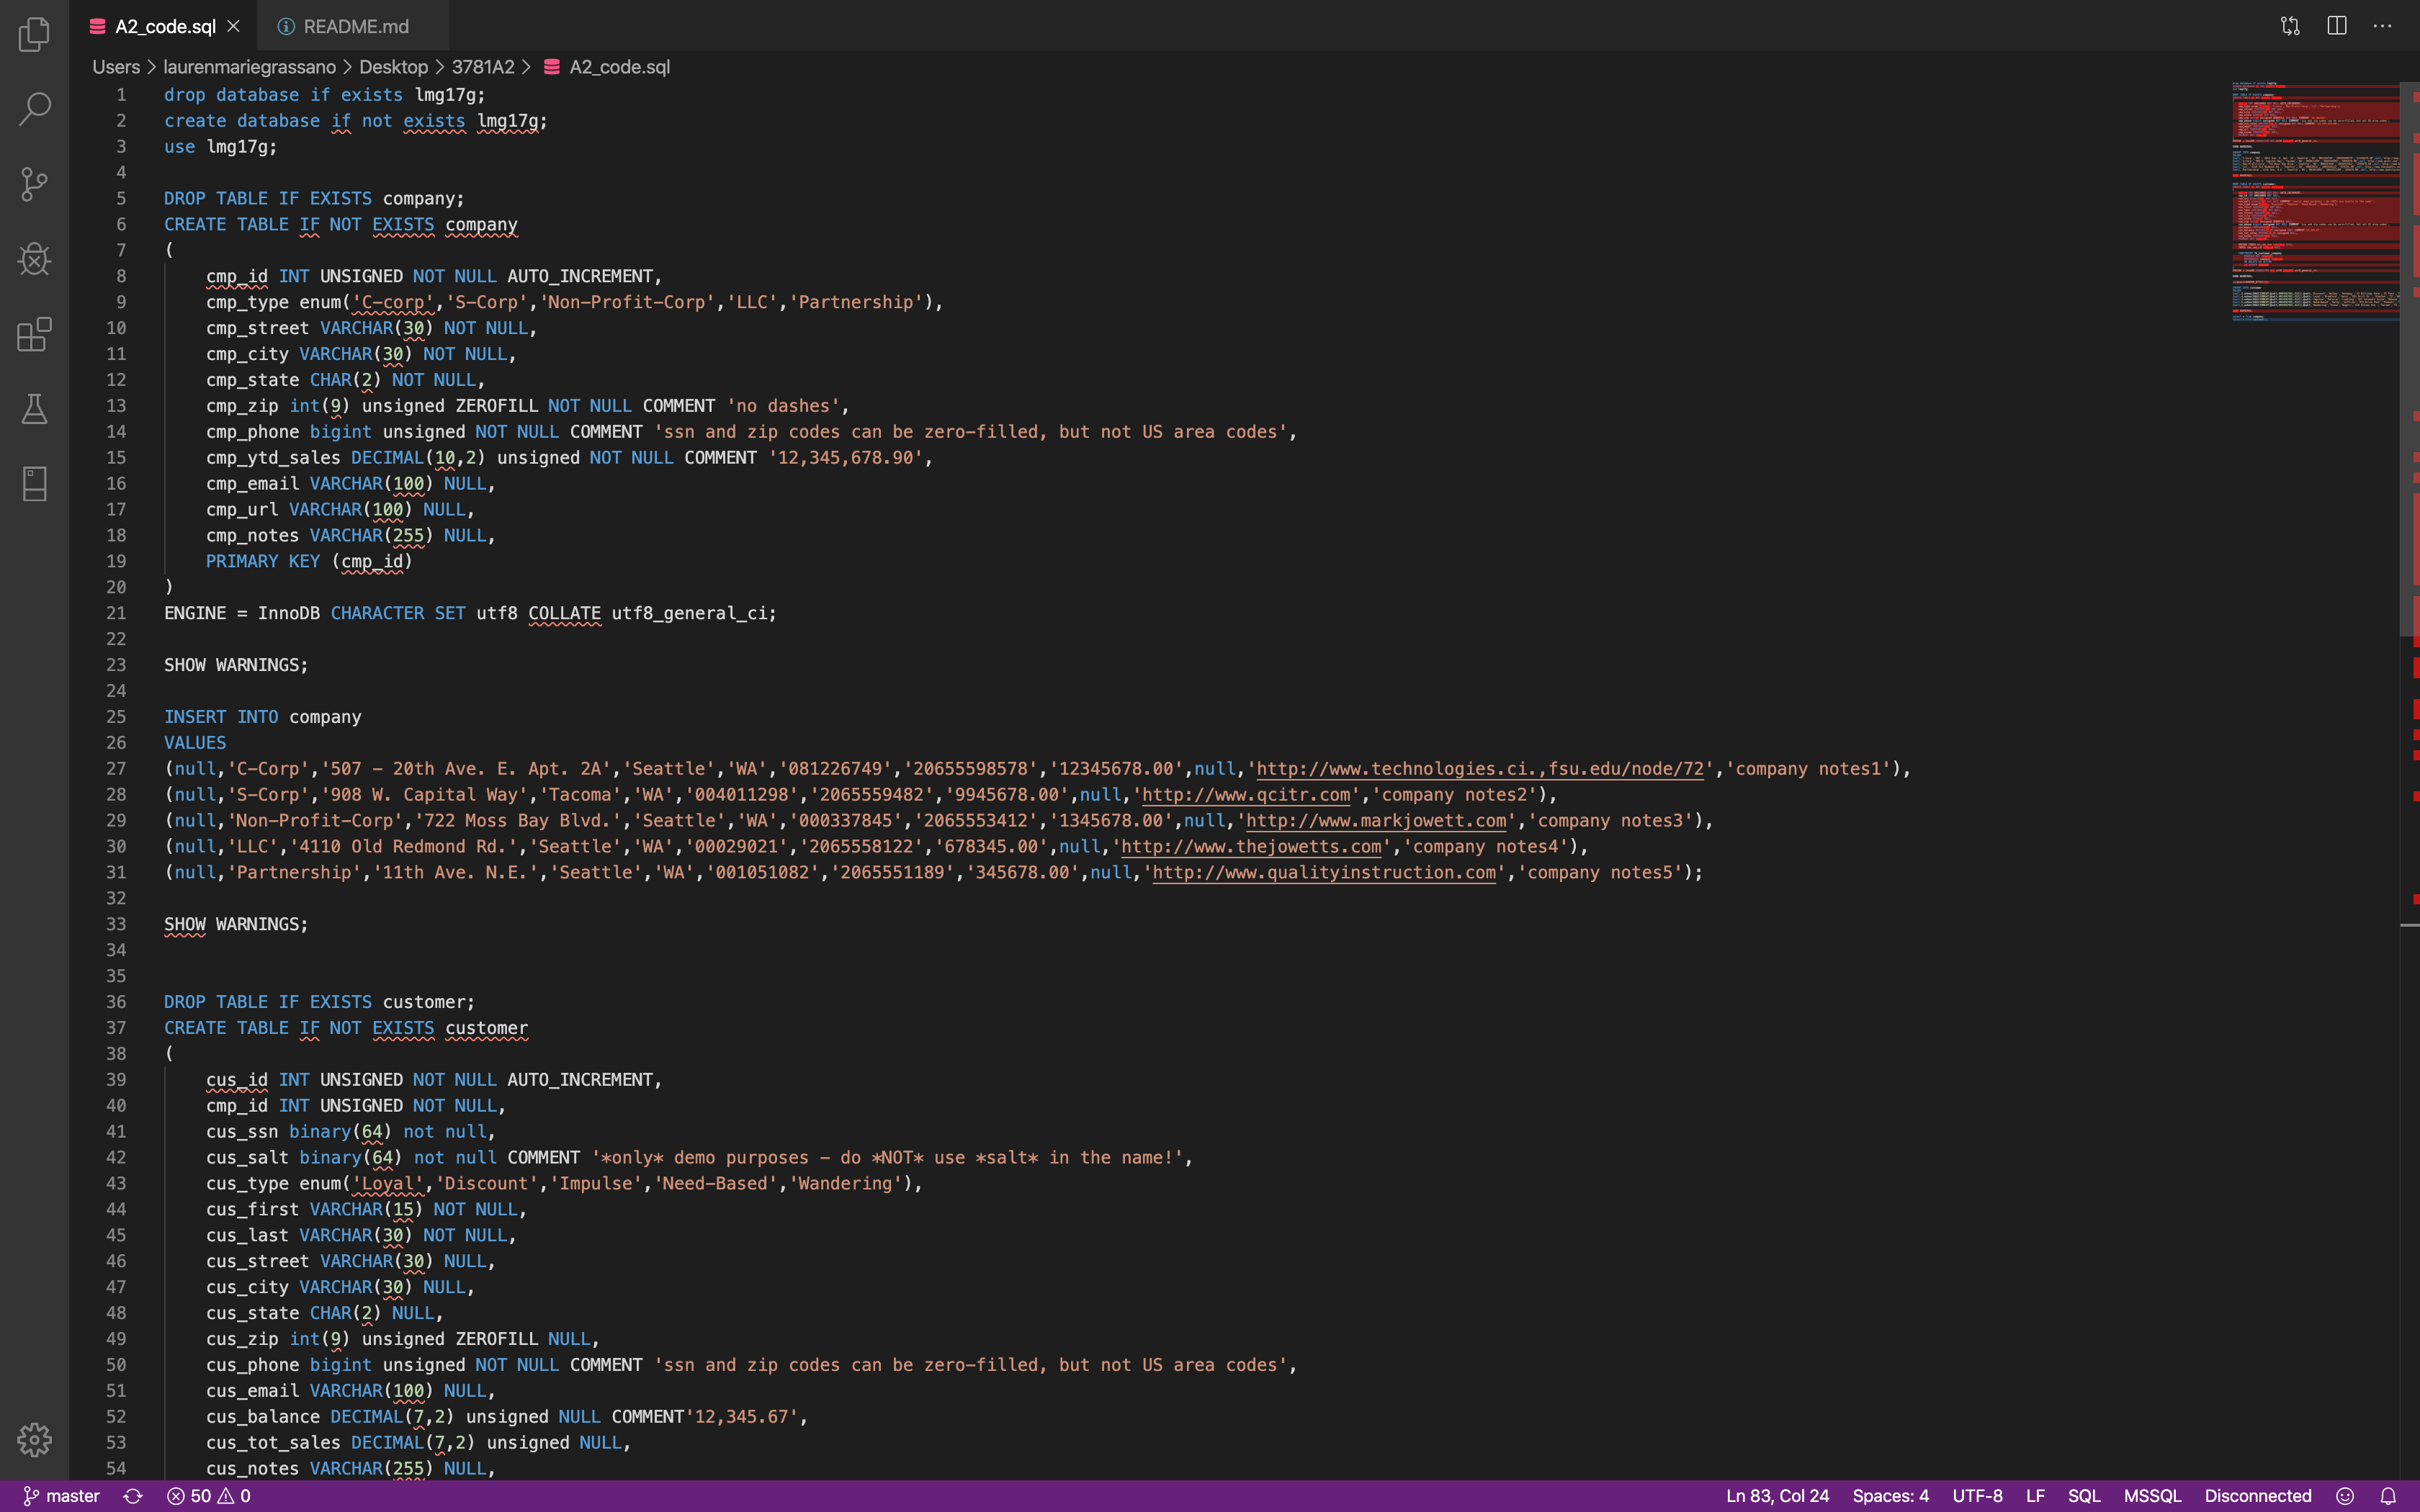 A2_code.sql
README.md
Users > laurenmariegrassano > Desktop > 3781A2 > A2_code.sql
1 drop database if exists lmg17g;
2 create database if not exists lmg17g;
3 use lmg17g;
4
5 DROP TABLE IF EXISTS company;
6 CREATE TABLE IF NOT EXISTS company
7 (
8 cmp_id INT UNSIGNED NOT NULL AUTO_INCREMENT,
9 cmp_type enum('C-corp','S-Corp','Non-Profit-Corp','LLC','Partnership'),
10 cmp_street VARCHAR(30) NOT NULL,
11 cmp_city VARCHAR(30) NOT NULL,
12 cmp_state CHAR(2) NOT NULL,
13 cmp_zip int(9) unsigned ZEROFILL NOT NULL COMMENT 'no dashes',
14 cmp_phone bigint unsigned NOT NULL COMMENT 'ssn and zip codes can be zero-filled, but not US area codes',
15 cmp_ytd_sales DECIMAL(10,2) unsigned NOT NULL COMMENT '12,345,678.90',
16 cmp_email VARCHAR(100) NULL,
17 cmp_url VARCHAR(100) NULL,
18 cmp_notes VARCHAR(255) NULL,
19 PRIMARY KEY (cmp_id)
20 )
21 ENGINE = InnoDB CHARACTER SET utf8 COLLATE utf8_general_ci;
22
23 SHOW WARNINGS;
24
25 INSERT INTO company
26 VALUES
27 (null,'C-Corp','507 - 20th Ave. E. Apt. 2A','Seattle','WA','081226749','20655598578','12345678.00',null,'http://www.technologies.ci.,fsu.edu/node/72','company notes1'),
28 (null,'S-Corp','908 W. Capital Way','Tacoma','WA','004011298','2065559482','9945678.00',null,'http://www.qcitr.com','company notes2'),
29 (null,'Non-Profit-Corp','722 Moss Bay Blvd.','Seattle','WA','000337845','2065553412','1345678.00',null,'http://www.markjowett.com','company notes3'),
30 (null,'LLC','4110 Old Redmond Rd.','Seattle','WA','00029021','2065558122','678345.00',null,'http://www.thejowetts.com','company notes4'),
31 (null,'Partnership','11th Ave. N.E.','Seattle','WA','001051082','2065551189','345678.00',null,'http://www.qualityinstruction.com','company notes5');
32
33 SHOW WARNINGS;
34
35
36 DROP TABLE IF EXISTS customer;
37 CREATE TABLE IF NOT EXISTS customer
38 (
39 cus_id INT UNSIGNED NOT NULL AUTO_INCREMENT,
40 cmp_id INT UNSIGNED NOT NULL,
41 cus_ssn binary(64) not null,
42 cus_salt binary(64) not null COMMENT '*only* demo purposes - do *NOT* use *salt* in the name!',
43 cus_type enum('Loyal','Discount','Impulse','Need-Based','Wandering'),
44 cus_first VARCHAR(15) NOT NULL,
45 cus_last VARCHAR(30) NOT NULL,
46 cus_street VARCHAR(30) NULL,
47 cus_city VARCHAR(30) NULL,
48 cus_state CHAR(2) NULL,
49 cus_zip int(9) unsigned ZEROFILL NULL,
50 cus_phone bigint unsigned NOT NULL COMMENT 'ssn and zip codes can be zero-filled, but not US area codes',
51 cus_email VARCHAR(100) NULL,
52 cus_balance DECIMAL(7,2) unsigned NULL COMMENT'12,345.67',
53 cus_tot_sales DECIMAL(7,2) unsigned NULL,
54 cus_notes VARCHAR(255) NULL,
master 50 0 Ln 83, Col 24 Spaces: 4 UTF-8 LF SQL MSSQL Disconnected